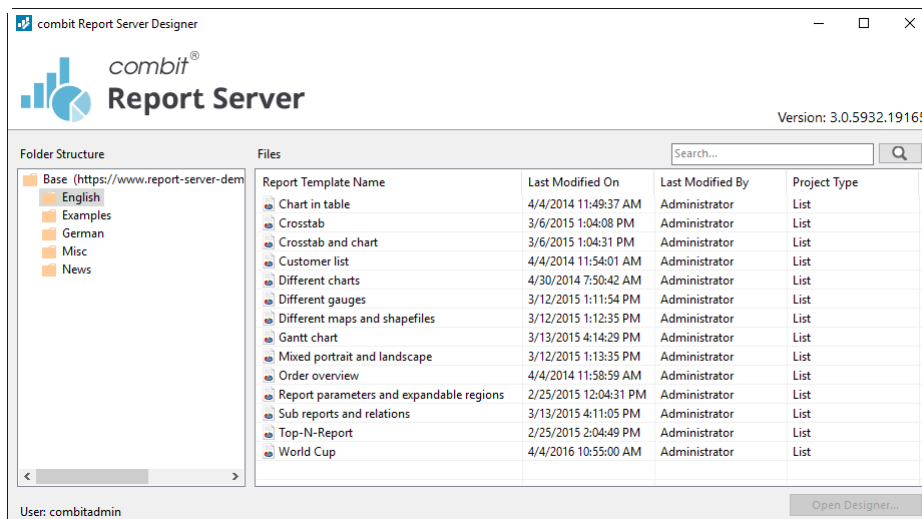 combit Report Server Designer
combit®
Report Server
Version: 3.0.5932.19165
Folder Structure
Files
Search...
Base (https://www.report-server-dem
English
Examples
German
Misc
News
Report Template Name Last Modified On Last Modified By Project Type
Chart in table 4/4/2014 11:49:37 AM Administrator List
Crosstab 3/6/2015 1:04:08 PM Administrator List
Crosstab and chart 3/6/2015 1:04:31 PM Administrator List
Customer list 4/4/2014 11:54:01 AM Administrator List
Different charts 4/30/2014 7:50:42 AM Administrator List
Different gauges 3/12/2015 1:11:54 PM Administrator List
Different maps and shapefiles 3/12/2015 1:12:35 PM Administrator List
Gantt chart 3/13/2015 4:14:29 PM Administrator List
Mixed portrait and landscape 3/12/2015 1:13:35 PM Administrator List
Order overview 4/4/2014 11:58:59 AM Administrator List
Report parameters and expandable regions 2/25/2015 12:04:31 PM Administrator List
Sub reports and relations 3/13/2015 4:11:05 PM Administrator List
Top-N-Report 2/25/2015 2:04:49 PM Administrator List
World Cup 4/4/2016 10:55:00 AM Administrator List
User: combitadmin
Open Designer...